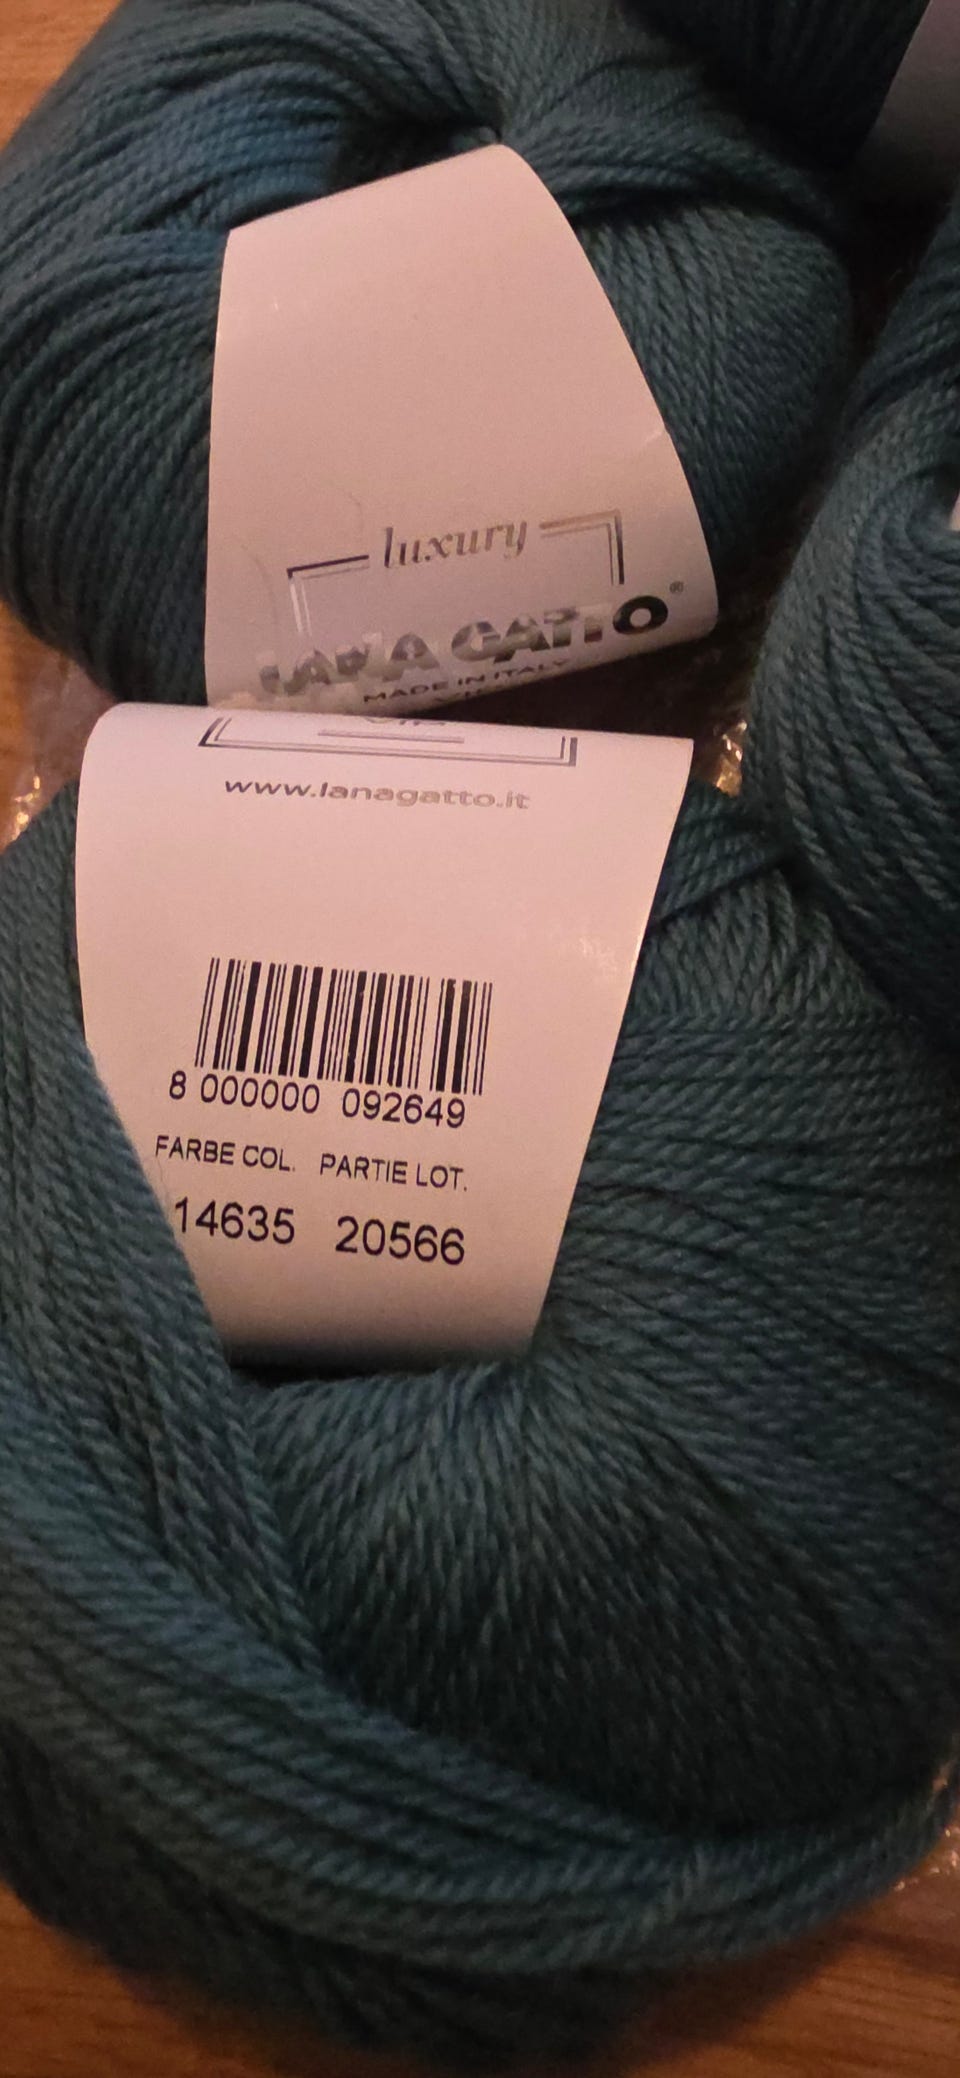 luxury
LANA GATTO®
MADE IN ITALY
www.lanagatto.it
8 000000 092649
FARBE COL. PARTIE LOT.
14635 20566